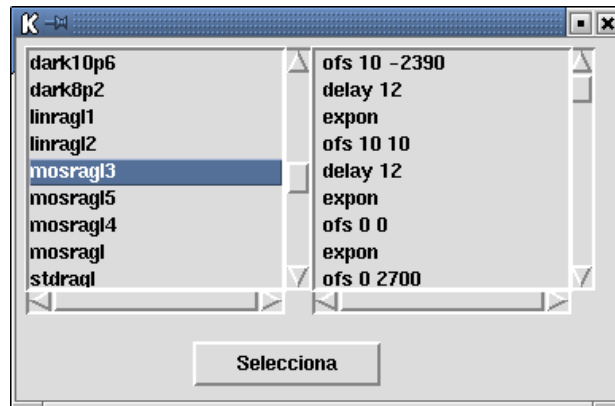 dark10p6
dark8p2
linragl1
linragl2
mosragl3
mosragl5
mosragl4
mosragl
stdragl
ofs 10 -2390
delay 12
expon
ofs 10 10
delay 12
expon
ofs 0 0
expon
ofs 0 2700
Selecciona